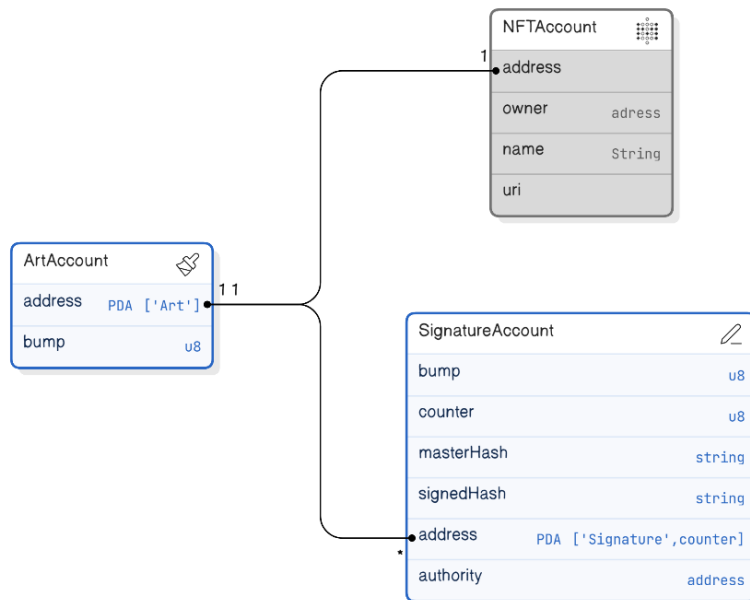 NFTAccount
1
address
owner adress
name String
uri
ArtAccount
address PDA ['Art']
1 1
bump u8
SignatureAccount
bump u8
counter u8
masterHash string
signedHash string
address PDA ['Signature',counter]
*
authority address